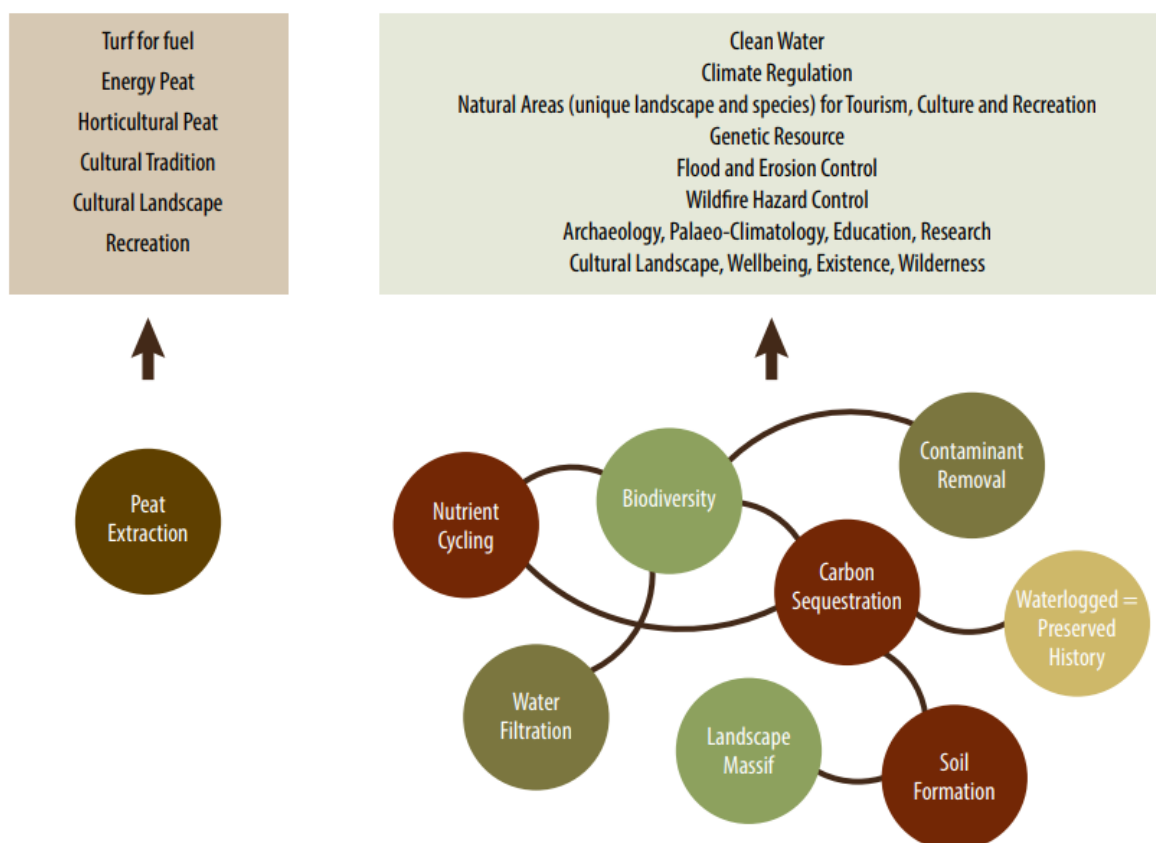 Turf for fuel
Energy Peat
Horticultural Peat
Cultural Tradition
Cultural Landscape
Recreation
Clean Water
Climate Regulation
Natural Areas (unique landscape and species) for Tourism, Culture and Recreation
Genetic Resource
Flood and Erosion Control
Wildfire Hazard Control
Archaeology, Palaeo-Climatology, Education, Research
Cultural Landscape, Wellbeing, Existence, Wilderness
Peat
Extraction
Nutrient
Cycling
Biodiversity
Contaminant
Removal
Carbon
Sequestration
Waterlogged =
Preserved
History
Water
Filtration
Landscape
Massif
Soil
Formation